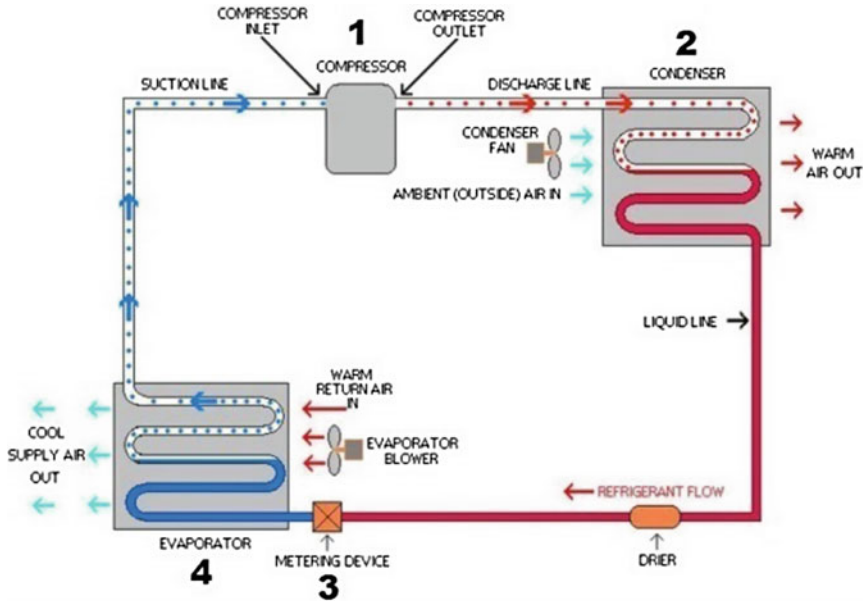 COMPRESSOR
INLET
1
COMPRESSOR
OUTLET
2
COMPRESSOR
CONDENSER
SUCTION LINE
DISCHARGE LINE
CONDENSER
FAN
WARM
AIR OUT
AMBIENT (OUTSIDE) AIR IN
LIQUID LINE
WARM
RETURN AIR
IN
COOL
SUPPLY AIR
OUT
EVAPORATOR
BLOWER
REFRIGERANT FLOW
EVAPORATOR
4
METERING DEVICE
3
DRIER